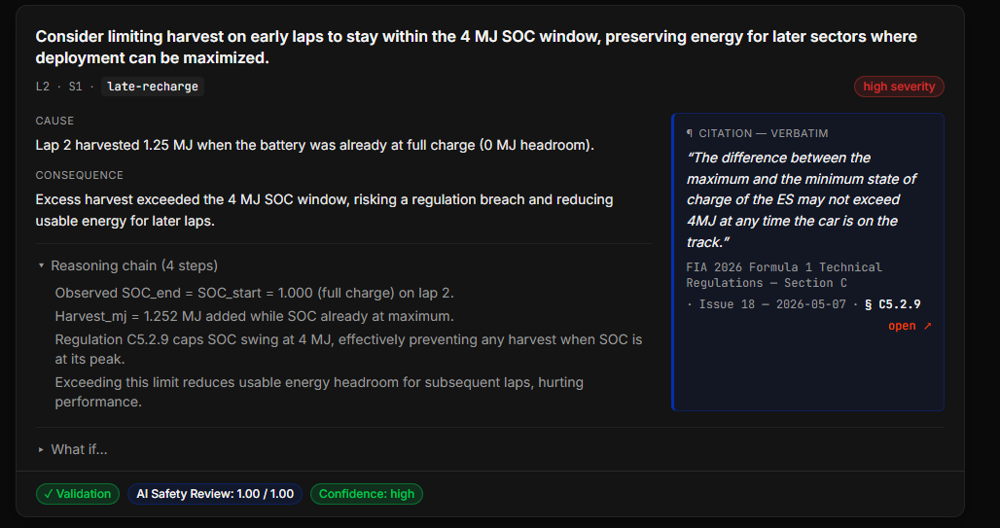 Consider limiting harvest on early laps to stay within the 4 MJ SOC window, preserving energy for later sectors where
deployment can be maximized.
L2 · S1 · late-recharge
high severity
CAUSE
Lap 2 harvested 1.25 MJ when the battery was already at full charge (0 MJ headroom).
CONSEQUENCE
Excess harvest exceeded the 4 MJ SOC window, risking a regulation breach and reducing
usable energy for later laps.
▾ Reasoning chain (4 steps)
Observed SOC_end = SOC_start = 1.000 (full charge) on lap 2.
Harvest_mj = 1.252 MJ added while SOC already at maximum.
Regulation C5.2.9 caps SOC swing at 4 MJ, effectively preventing any harvest when SOC is
at its peak.
Exceeding this limit reduces usable energy headroom for subsequent laps, hurting
performance.
¶ CITATION — VERBATIM
“The difference between the
maximum and the minimum state of
charge of the ES may not exceed
4MJ at any time the car is on the
track.”
FIA 2026 Formula 1 Technical
Regulations — Section C
· Issue 18 — 2026-05-07 · § C5.2.9
open ↗
▸ What if...
✓ Validation
AI Safety Review: 1.00 / 1.00
Confidence: high